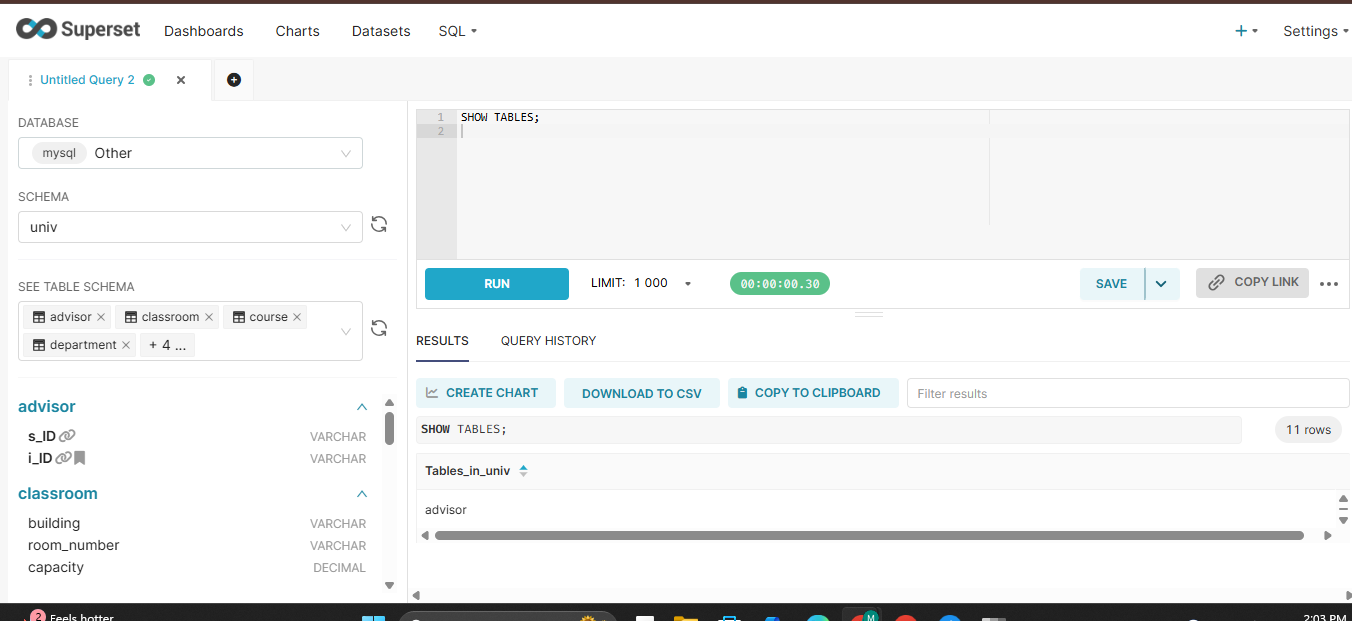 Superset Dashboards Charts Datasets SQL + Settings
Untitled Query 2
DATABASE
mysql Other
SCHEMA
univ
SEE TABLE SCHEMA
advisor × classroom × course ×
department × + 4 ...
advisor
s_ID VARCHAR
i_ID VARCHAR
classroom
building VARCHAR
room_number VARCHAR
capacity DECIMAL
1 SHOW TABLES;
2
RUN LIMIT: 1 000 00:00:00.30 SAVE COPY LINK
RESULTS QUERY HISTORY
CREATE CHART DOWNLOAD TO CSV COPY TO CLIPBOARD Filter results
SHOW TABLES; 11 rows
Tables_in_univ
advisor
2 Feels hotter M 2:03 PM